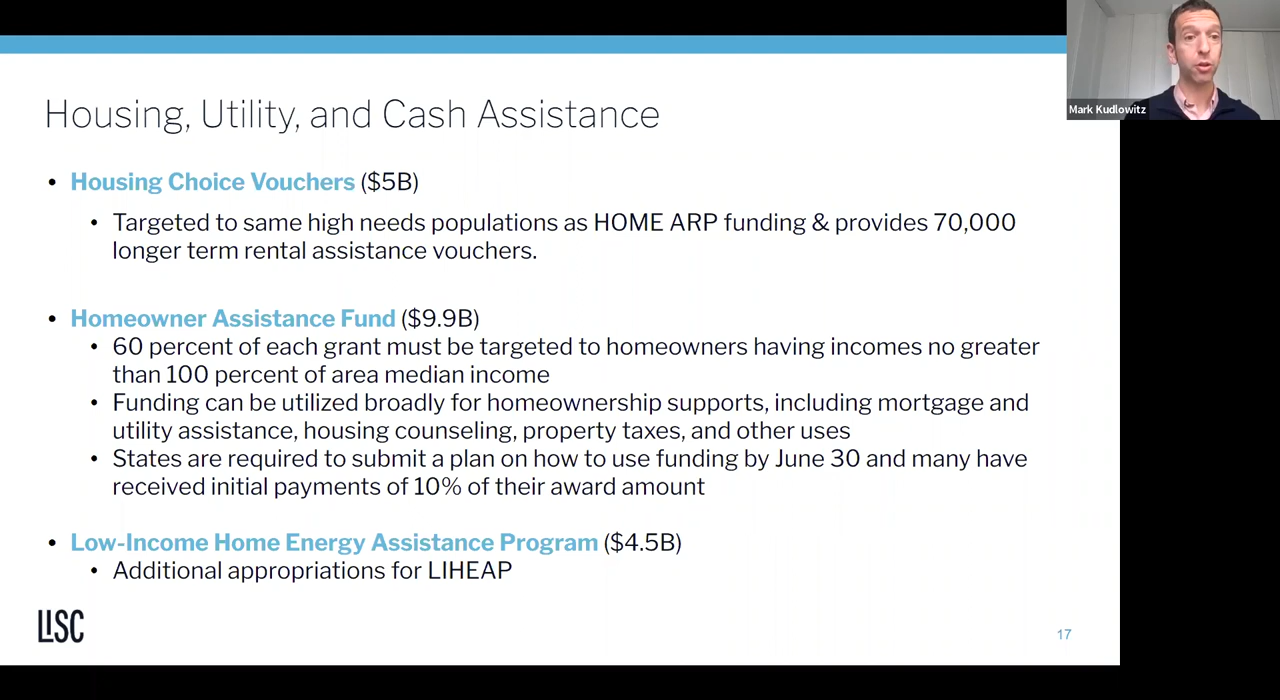 Mark Kudlowitz
Housing, Utility, and Cash Assistance
• Housing Choice Vouchers ($5B)
• Targeted to same high needs populations as HOME ARP funding & provides 70,000
longer term rental assistance vouchers.
• Homeowner Assistance Fund ($9.9B)
• 60 percent of each grant must be targeted to homeowners having incomes no greater
than 100 percent of area median income
• Funding can be utilized broadly for homeownership supports, including mortgage and
utility assistance, housing counseling, property taxes, and other uses
• States are required to submit a plan on how to use funding by June 30 and many have
received initial payments of 10% of their award amount
• Low-Income Home Energy Assistance Program ($4.5B)
• Additional appropriations for LIHEAP
LISC
17